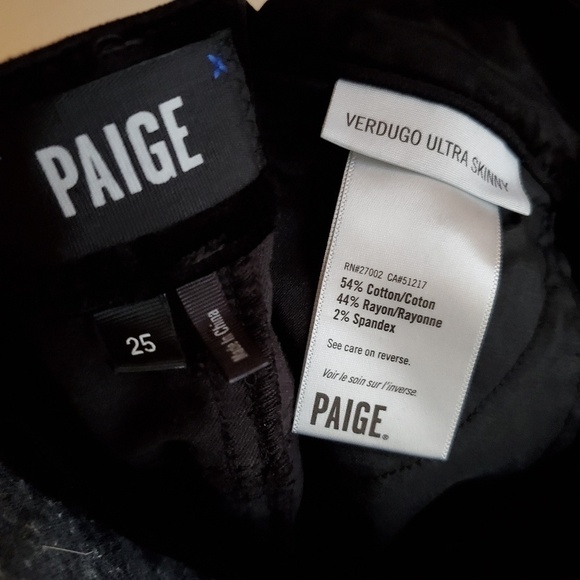 PAIGE
25
Made In China
VERDUGO ULTRA SKINNY
RN#27002 CA#51217
54% Cotton/Coton
44% Rayon/Rayonne
2% Spandex
See care on reverse.
Voir le soin sur l'inverse.
PAIGE®